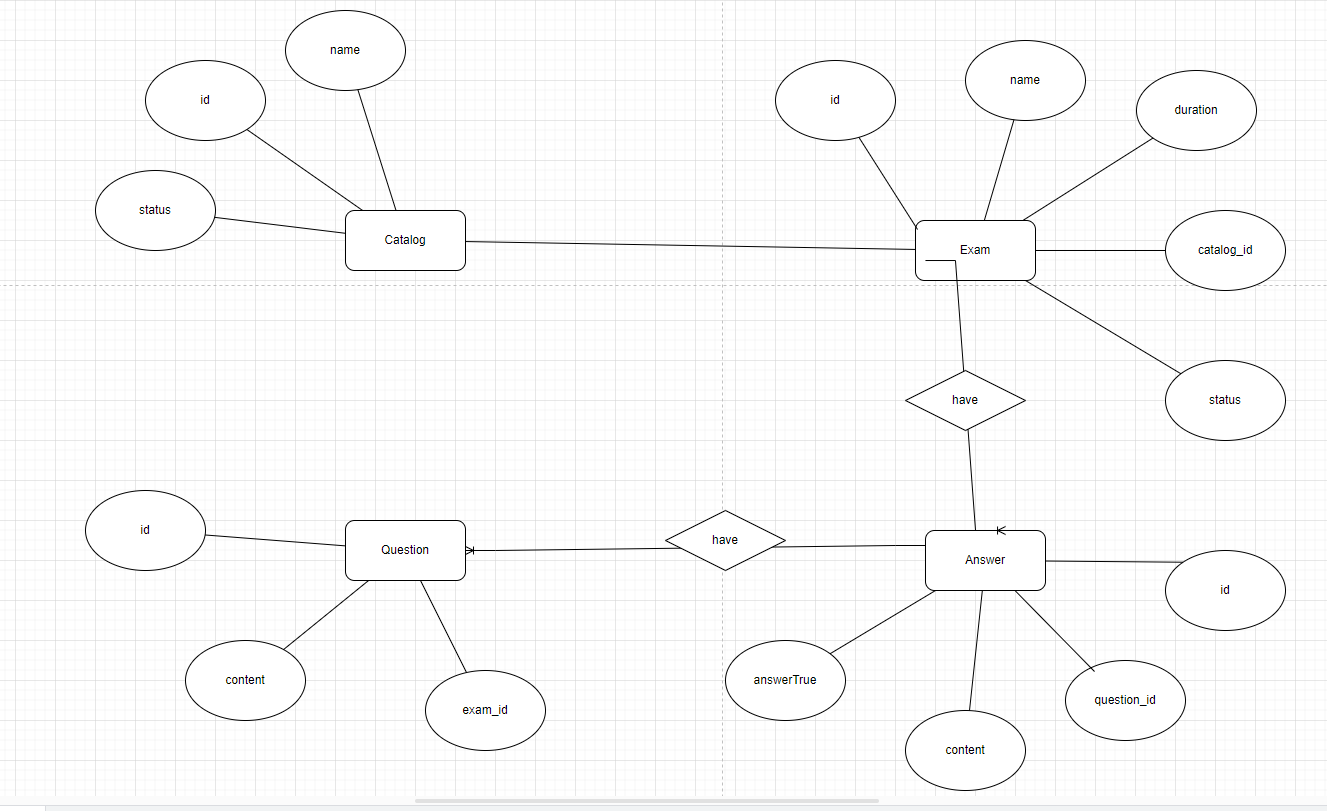 name
id
status
Catalog
id
name
duration
Exam
catalog_id
status
have
id
Question
content
exam_id
have
Answer
id
answerTrue
content
question_id